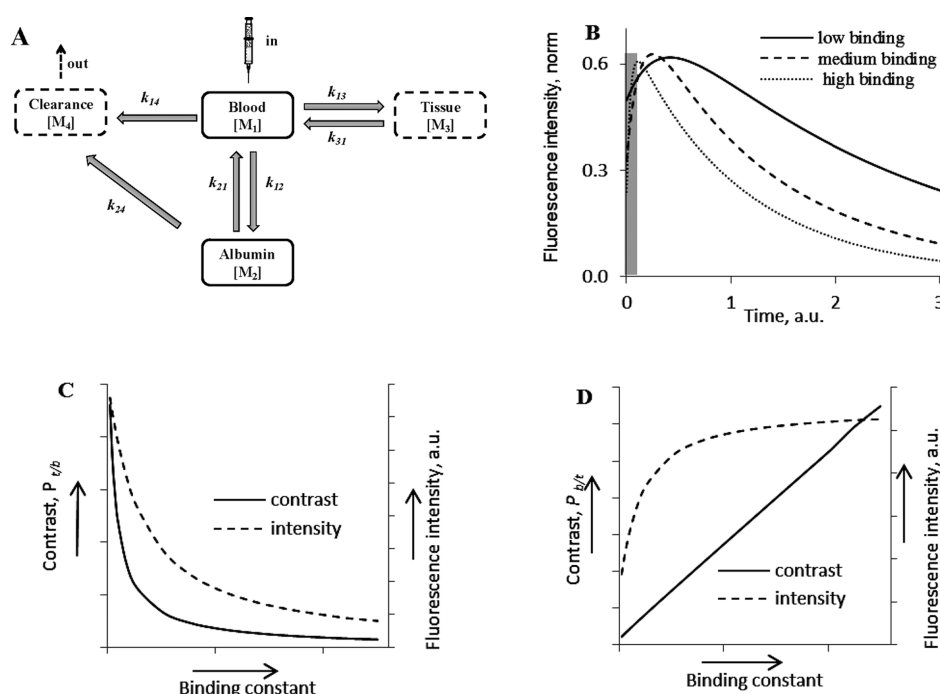 A
in
out
Clearance
[M4]
k14
Blood
[M1]
k13
k31
Tissue
[M3]
k24
k21
k12
Albumin
[M2]
B
Fluorescence intensity, norm
0.6
0.3
0.0
low binding
medium binding
high binding
0
1
2
3
Time, a.u.
C
Contrast, P t/b
contrast
intensity
Fluorescence intensity, a.u.
Binding constant
D
Contrast, P b/t
contrast
intensity
Fluorescence intensity, a.u.
Binding constant